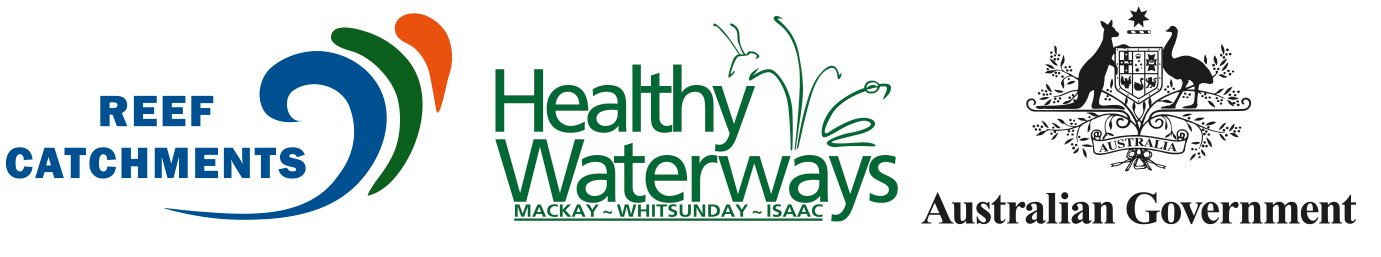 REEF
CATCHMENTS
Healthy
Waterways
MACKAY ~ WHITSUNDAY ~ ISAAC
AUSTRALIA
Australian Government